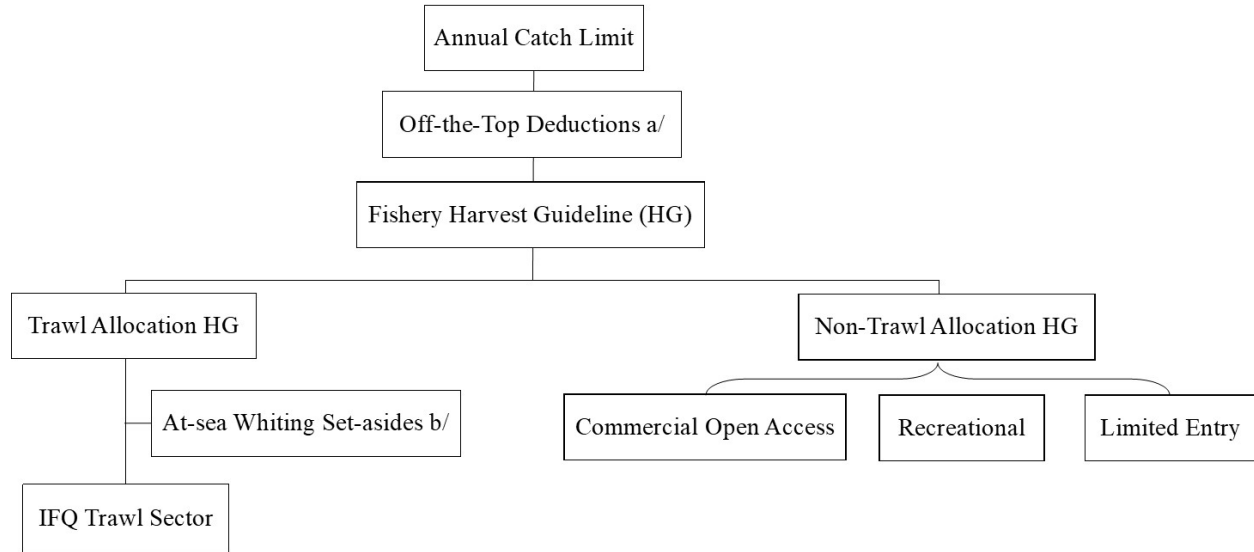 Annual Catch Limit
Off-the-Top Deductions a/
Fishery Harvest Guideline (HG)
Trawl Allocation HG
Non-Trawl Allocation HG
At-sea Whiting Set-asides b/
Commercial Open Access
Recreational
Limited Entry
IFQ Trawl Sector